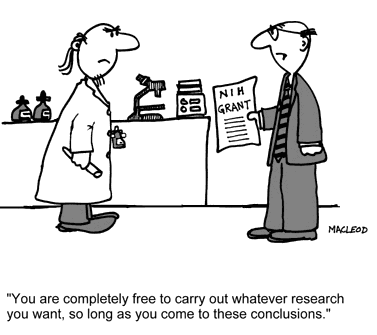 NIH
GRANT
MACLEOD
"You are completely free to carry out whatever research
you want, so long as you come to these conclusions."